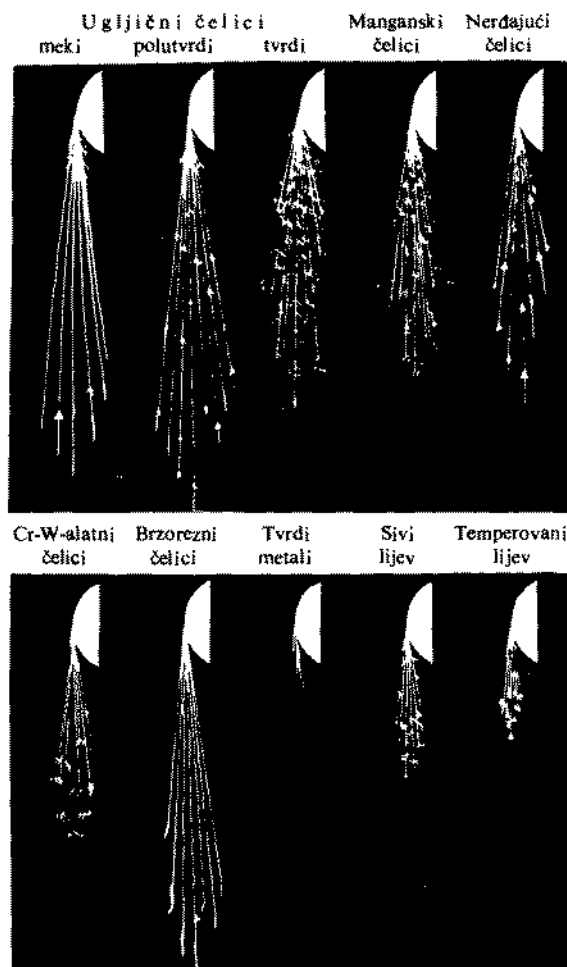 Ugljični čelici
meki polutvrdi tvrdi
Manganski
čelici
Nerđajući
čelici
Cr-W-alatni
čelici
Brzorezni
čelici
Tvrdi
metali
Sivi
lijev
Temperovani
lijev